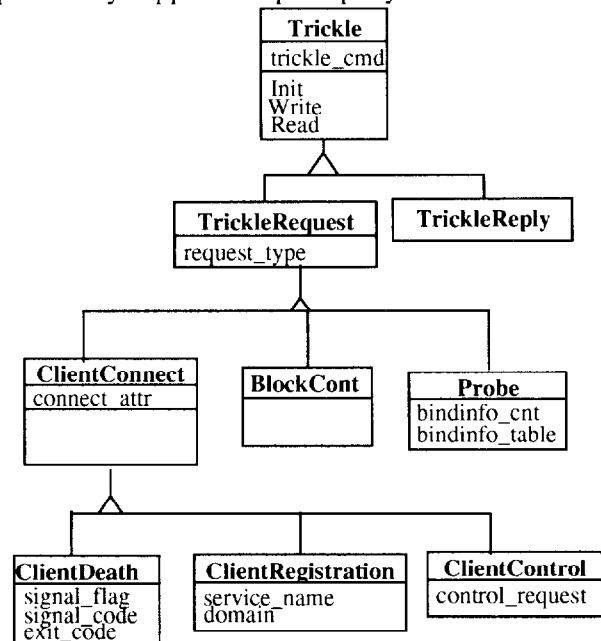 Trickle
trickle_cmd
Init
Write
Read
TrickleRequest
request_type
TrickleReply
ClientConnect
connect_attr
BlockCont
Probe
bindinfo_cnt
bindinfo_table
ClientDeath
signal_flag
signal_code
exit_code
ClientRegistration
service_name
domain
ClientControl
control_request